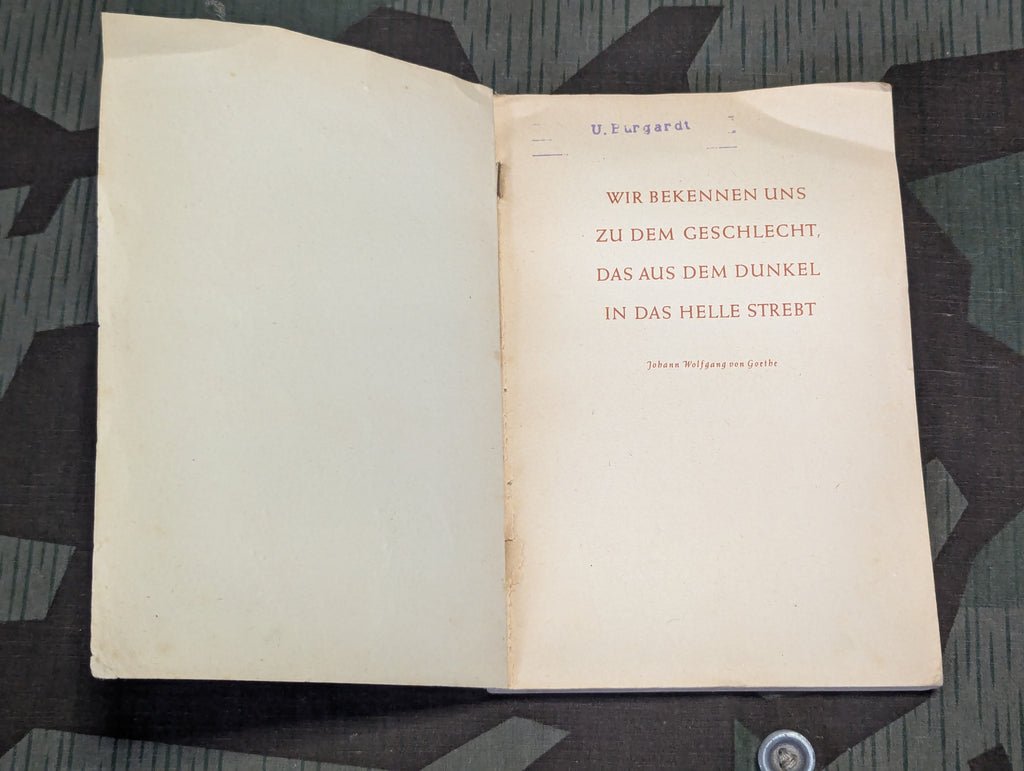 U. Burgardt
WIR BEKENNEN UNS
ZU DEM GESCHLECHT,
DAS AUS DEM DUNKEL
IN DAS HELLE STREBT
Johann Wolfgang von Goethe